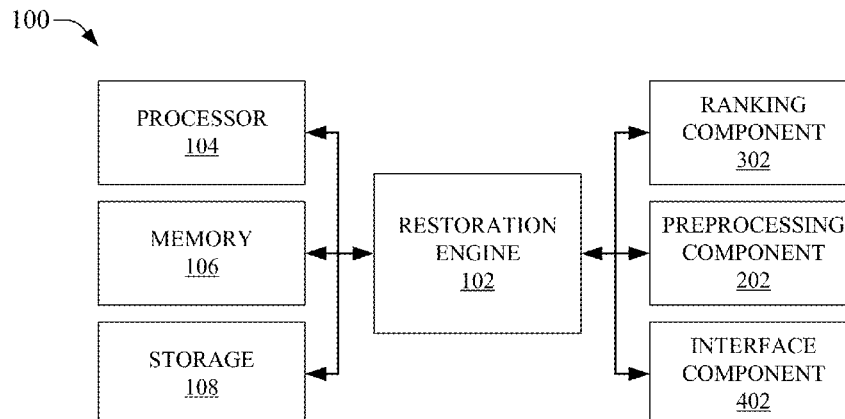 100
PROCESSOR
104
MEMORY
106
STORAGE
108
RESTORATION
ENGINE
102
RANKING
COMPONENT
302
PREPROCESSING
COMPONENT
202
INTERFACE
COMPONENT
402